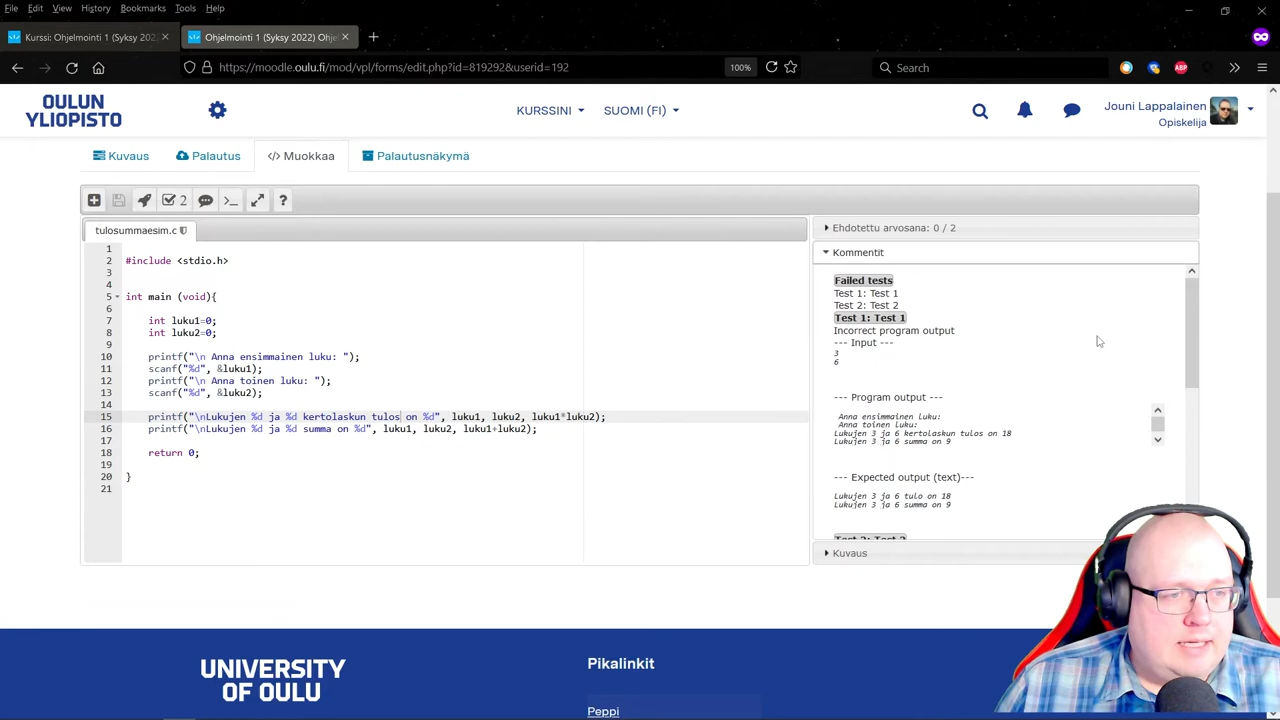 File Edit View History Bookmarks Tools Help
Kurssi: Ohjelmointi 1 (Syksy 202
Ohjelmointi 1 (Syksy 2022) Ohje
https://moodle.oulu.fi/mod/vpl/forms/edit.php?id=819292&userid=192
100%
Search
ABP
OULUN
YLIOPISTO
KURSSINI
SUOMI (FI)
Jouni Lappalainen
Opiskelija
Kuvaus
Palautus
</> Muokkaa
Palautusnäkymä
2
>_
?
tulosummaesim.c
1
2 #include <stdio.h>
3
4
5 int main (void){
6
7 int luku1=0;
8 int luku2=0;
9
10 printf("\n Anna ensimmainen luku: ");
11 scanf("%d", &luku1);
12 printf("\n Anna toinen luku: ");
13 scanf("%d", &luku2);
14
15 printf("\nLukujen %d ja %d kertolaskun tulos on %d", luku1, luku2, luku1*luku2);
16 printf("\nLukujen %d ja %d summa on %d", luku1, luku2, luku1+luku2);
17
18 return 0;
19
20 }
21
Ehdotettu arvosana: 0 / 2
Kommentit
Failed tests
Test 1: Test 1
Test 2: Test 2
Test 1: Test 1
Incorrect program output
--- Input ---
3
6
--- Program output ---
Anna ensimmainen luku:
Anna toinen luku:
Lukujen 3 ja 6 kertolaskun tulos on 18
Lukujen 3 ja 6 summa on 9
--- Expected output (text)---
Lukujen 3 ja 6 tulo on 18
Lukujen 3 ja 6 summa on 9
Test 2: Test 2
Kuvaus
UNIVERSITY
OF OULU
Pikalinkit
Peppi